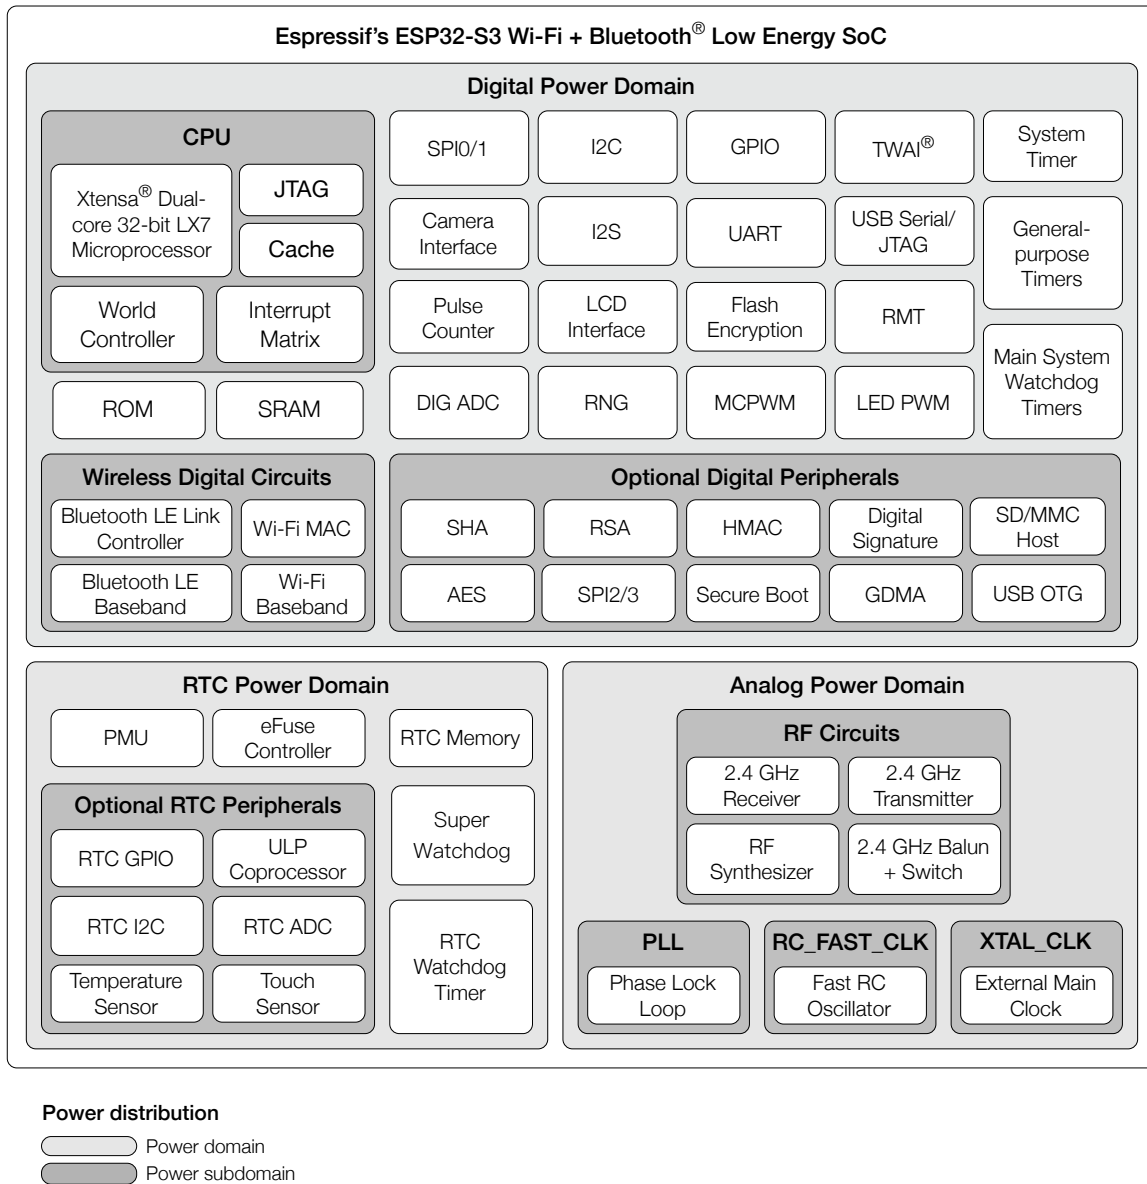 Espressif's ESP32-S3 Wi-Fi + Bluetooth® Low Energy SoC
Digital Power Domain
CPU
Xtensa® Dual-
core 32-bit LX7
Microprocessor
JTAG
Cache
World
Controller
Interrupt
Matrix
ROM
SRAM
SPI0/1
I2C
GPIO
TWAI®
System
Timer
Camera
Interface
I2S
UART
USB Serial/
JTAG
General-
purpose
Timers
Pulse
Counter
LCD
Interface
Flash
Encryption
RMT
Main System
Watchdog
Timers
DIG ADC
RNG
MCPWM
LED PWM
Wireless Digital Circuits
Bluetooth LE Link
Controller
Wi-Fi MAC
Bluetooth LE
Baseband
Wi-Fi
Baseband
Optional Digital Peripherals
SHA
RSA
HMAC
Digital
Signature
SD/MMC
Host
AES
SPI2/3
Secure Boot
GDMA
USB OTG
RTC Power Domain
PMU
eFuse
Controller
RTC Memory
Optional RTC Peripherals
RTC GPIO
ULP
Coprocessor
RTC I2C
RTC ADC
Temperature
Sensor
Touch
Sensor
Super
Watchdog
RTC
Watchdog
Timer
Analog Power Domain
RF Circuits
2.4 GHz
Receiver
2.4 GHz
Transmitter
RF
Synthesizer
2.4 GHz Balun
+ Switch
PLL
Phase Lock
Loop
RC_FAST_CLK
Fast RC
Oscillator
XTAL_CLK
External Main
Clock
Power distribution
Power domain
Power subdomain